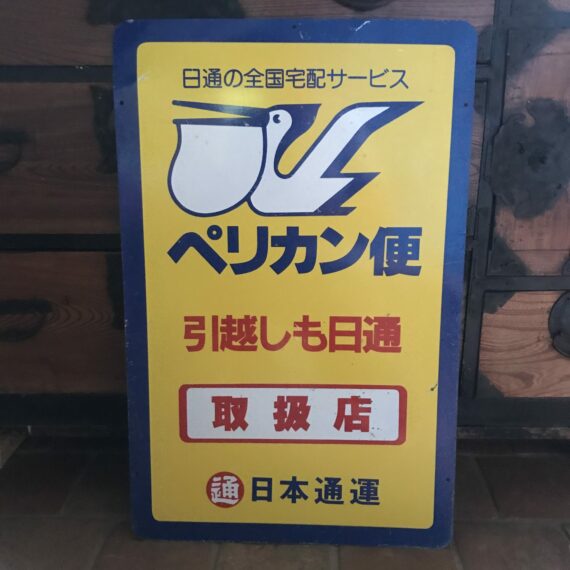 日通の全国宅配サービス
ペリカン便
引越しも日通
取扱店
通 日本通運